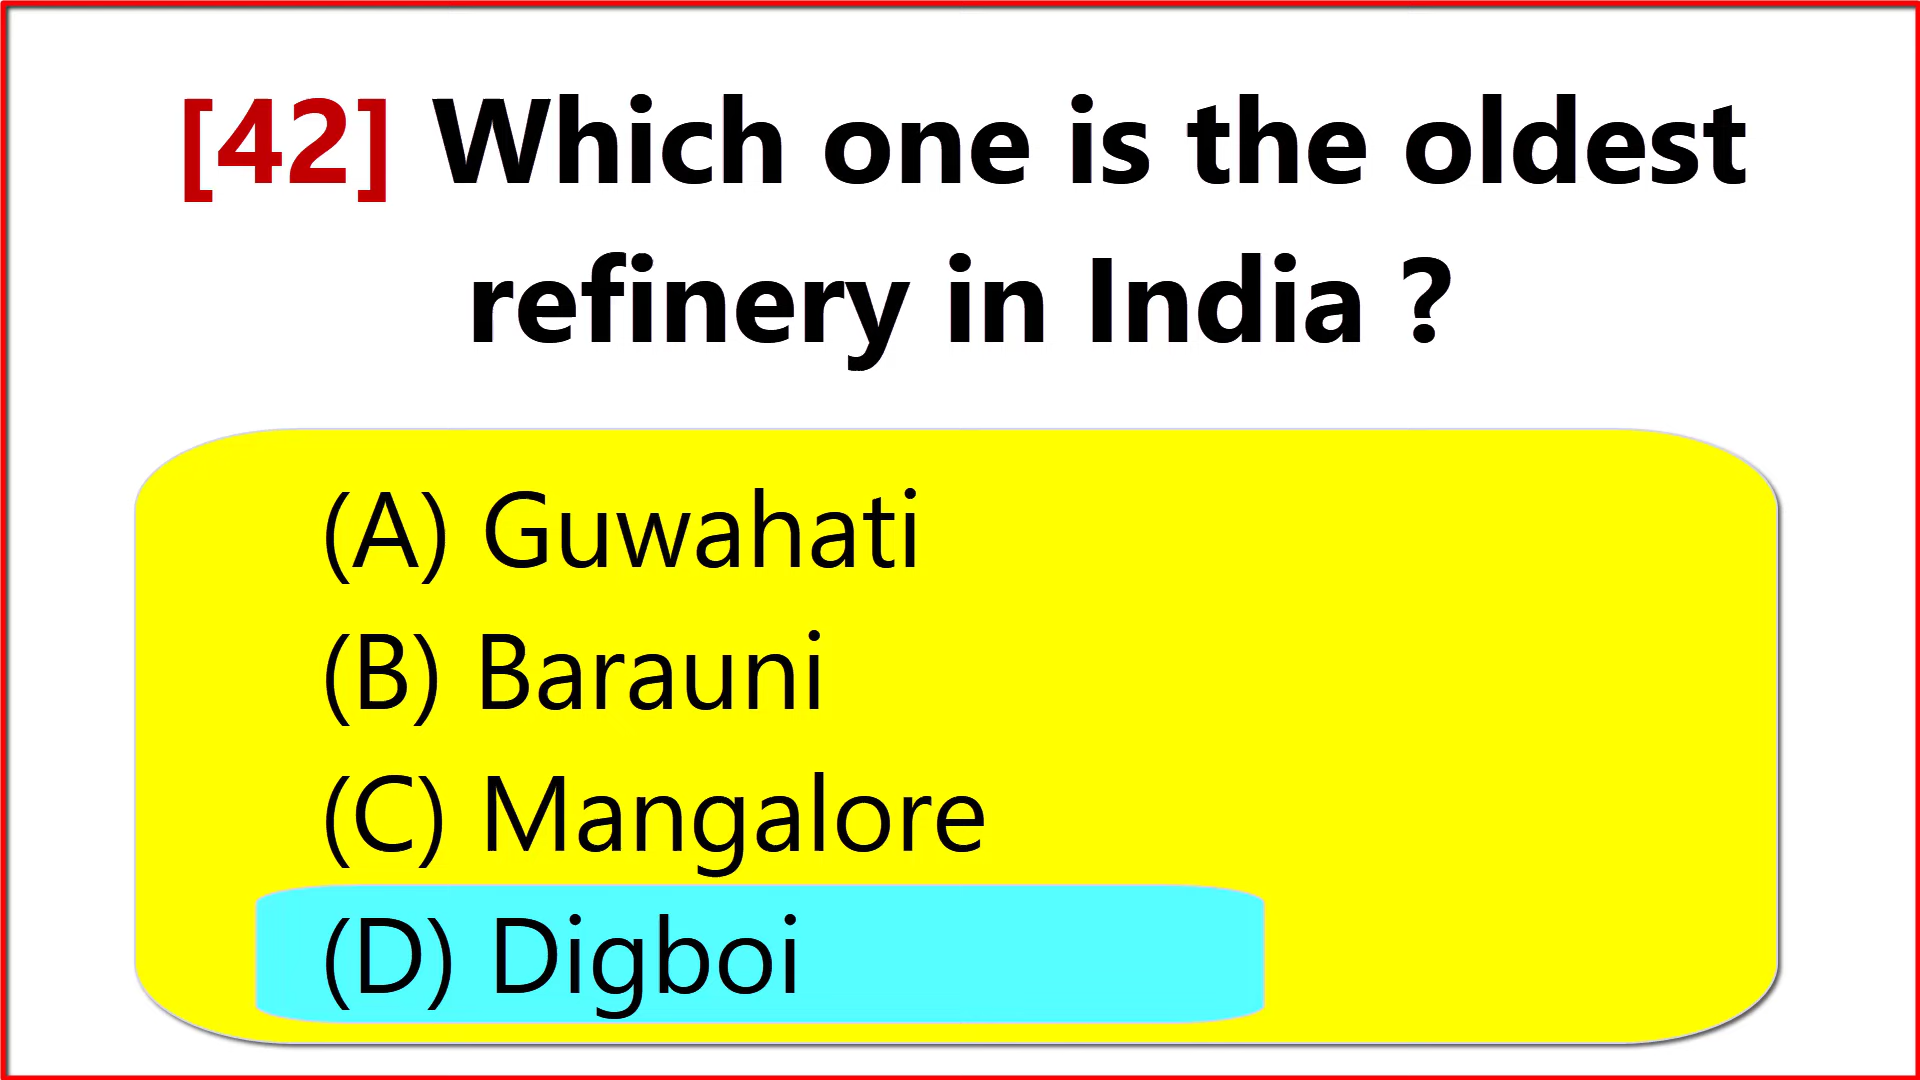 [42] Which one is the oldest
refinery in India ?
(A) Guwahati
(B) Barauni
(C) Mangalore
(D) Digboi